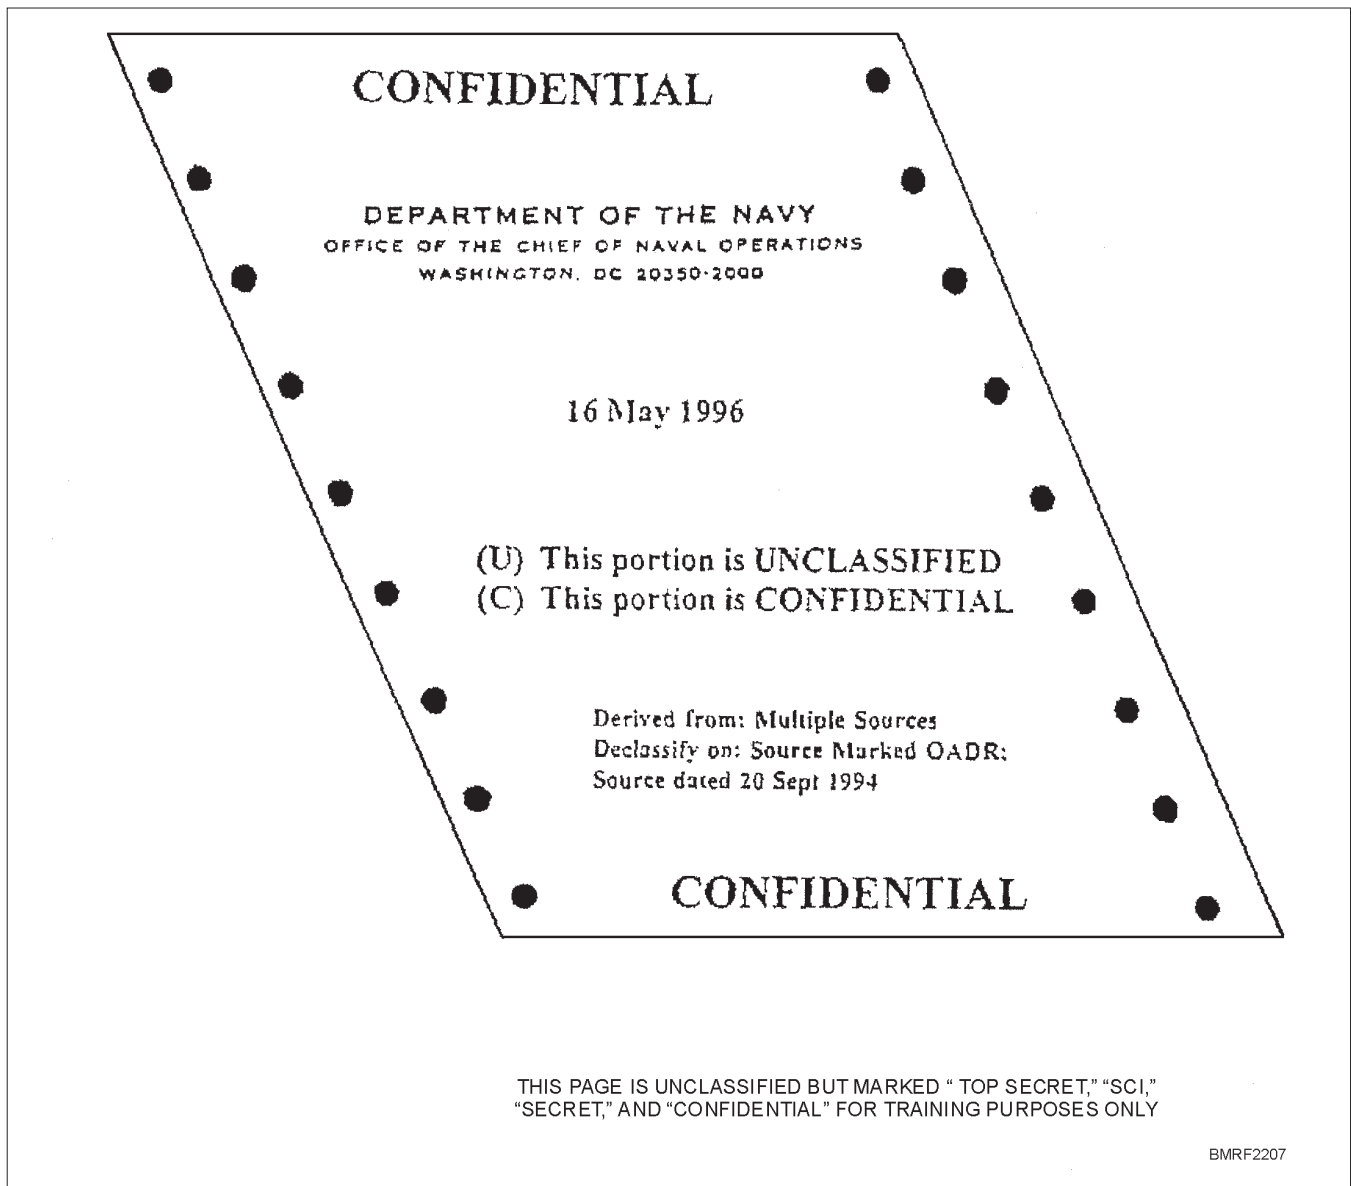 CONFIDENTIAL
DEPARTMENT OF THE NAVY
OFFICE OF THE CHIEF OF NAVAL OPERATIONS
WASHINGTON, DC 20350-2000
16 May 1996
(U) This portion is UNCLASSIFIED
(C) This portion is CONFIDENTIAL
Derived from: Multiple Sources
Declassify on: Source Marked OADR:
Source dated 20 Sept 1994
CONFIDENTIAL
THIS PAGE IS UNCLASSIFIED BUT MARKED “ TOP SECRET,” “SCI,”
“SECRET,” AND “CONFIDENTIAL” FOR TRAINING PURPOSES ONLY
BMRF2207